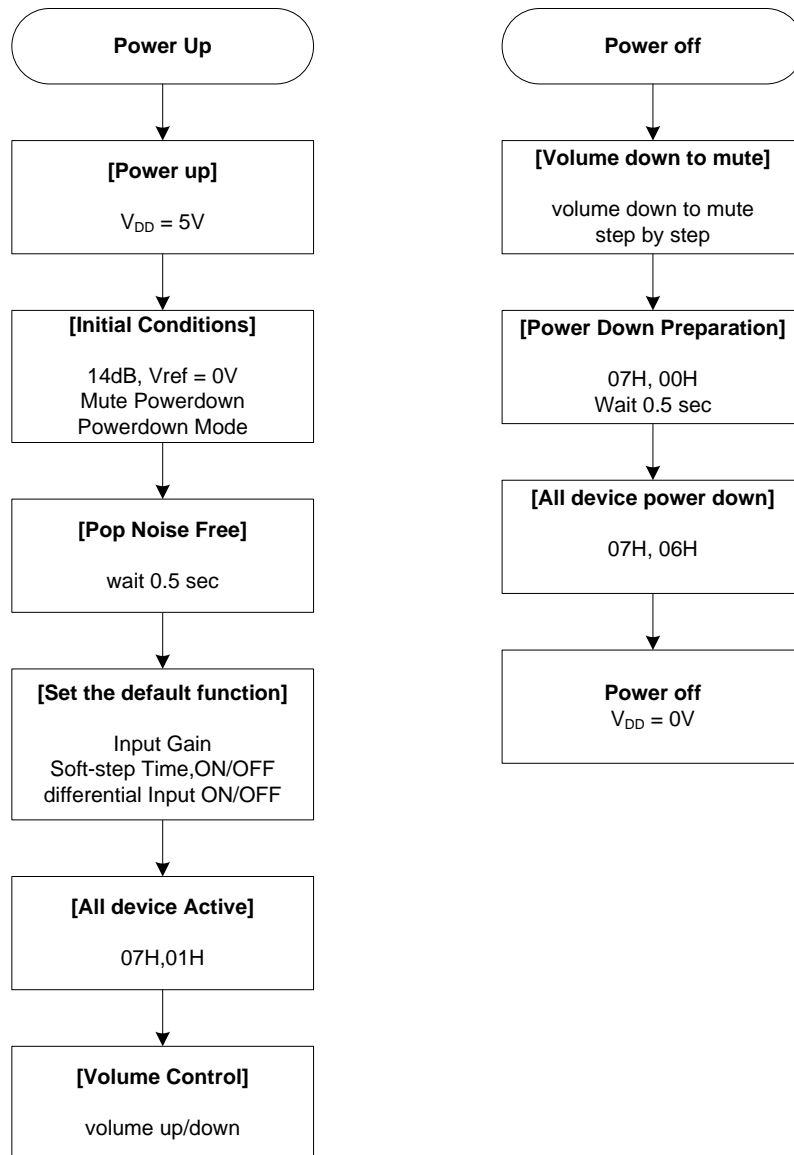 Power Up
[Power up]
VDD = 5V
[Initial Conditions]
14dB, Vref = 0V
Mute Powerdown
Powerdown Mode
[Pop Noise Free]
wait 0.5 sec
[Set the default function]
Input Gain
Soft-step Time,ON/OFF
differential Input ON/OFF
[All device Active]
07H,01H
[Volume Control]
volume up/down
Power off
[Volume down to mute]
volume down to mute
step by step
[Power Down Preparation]
07H, 00H
Wait 0.5 sec
[All device power down]
07H, 06H
Power off
VDD = 0V